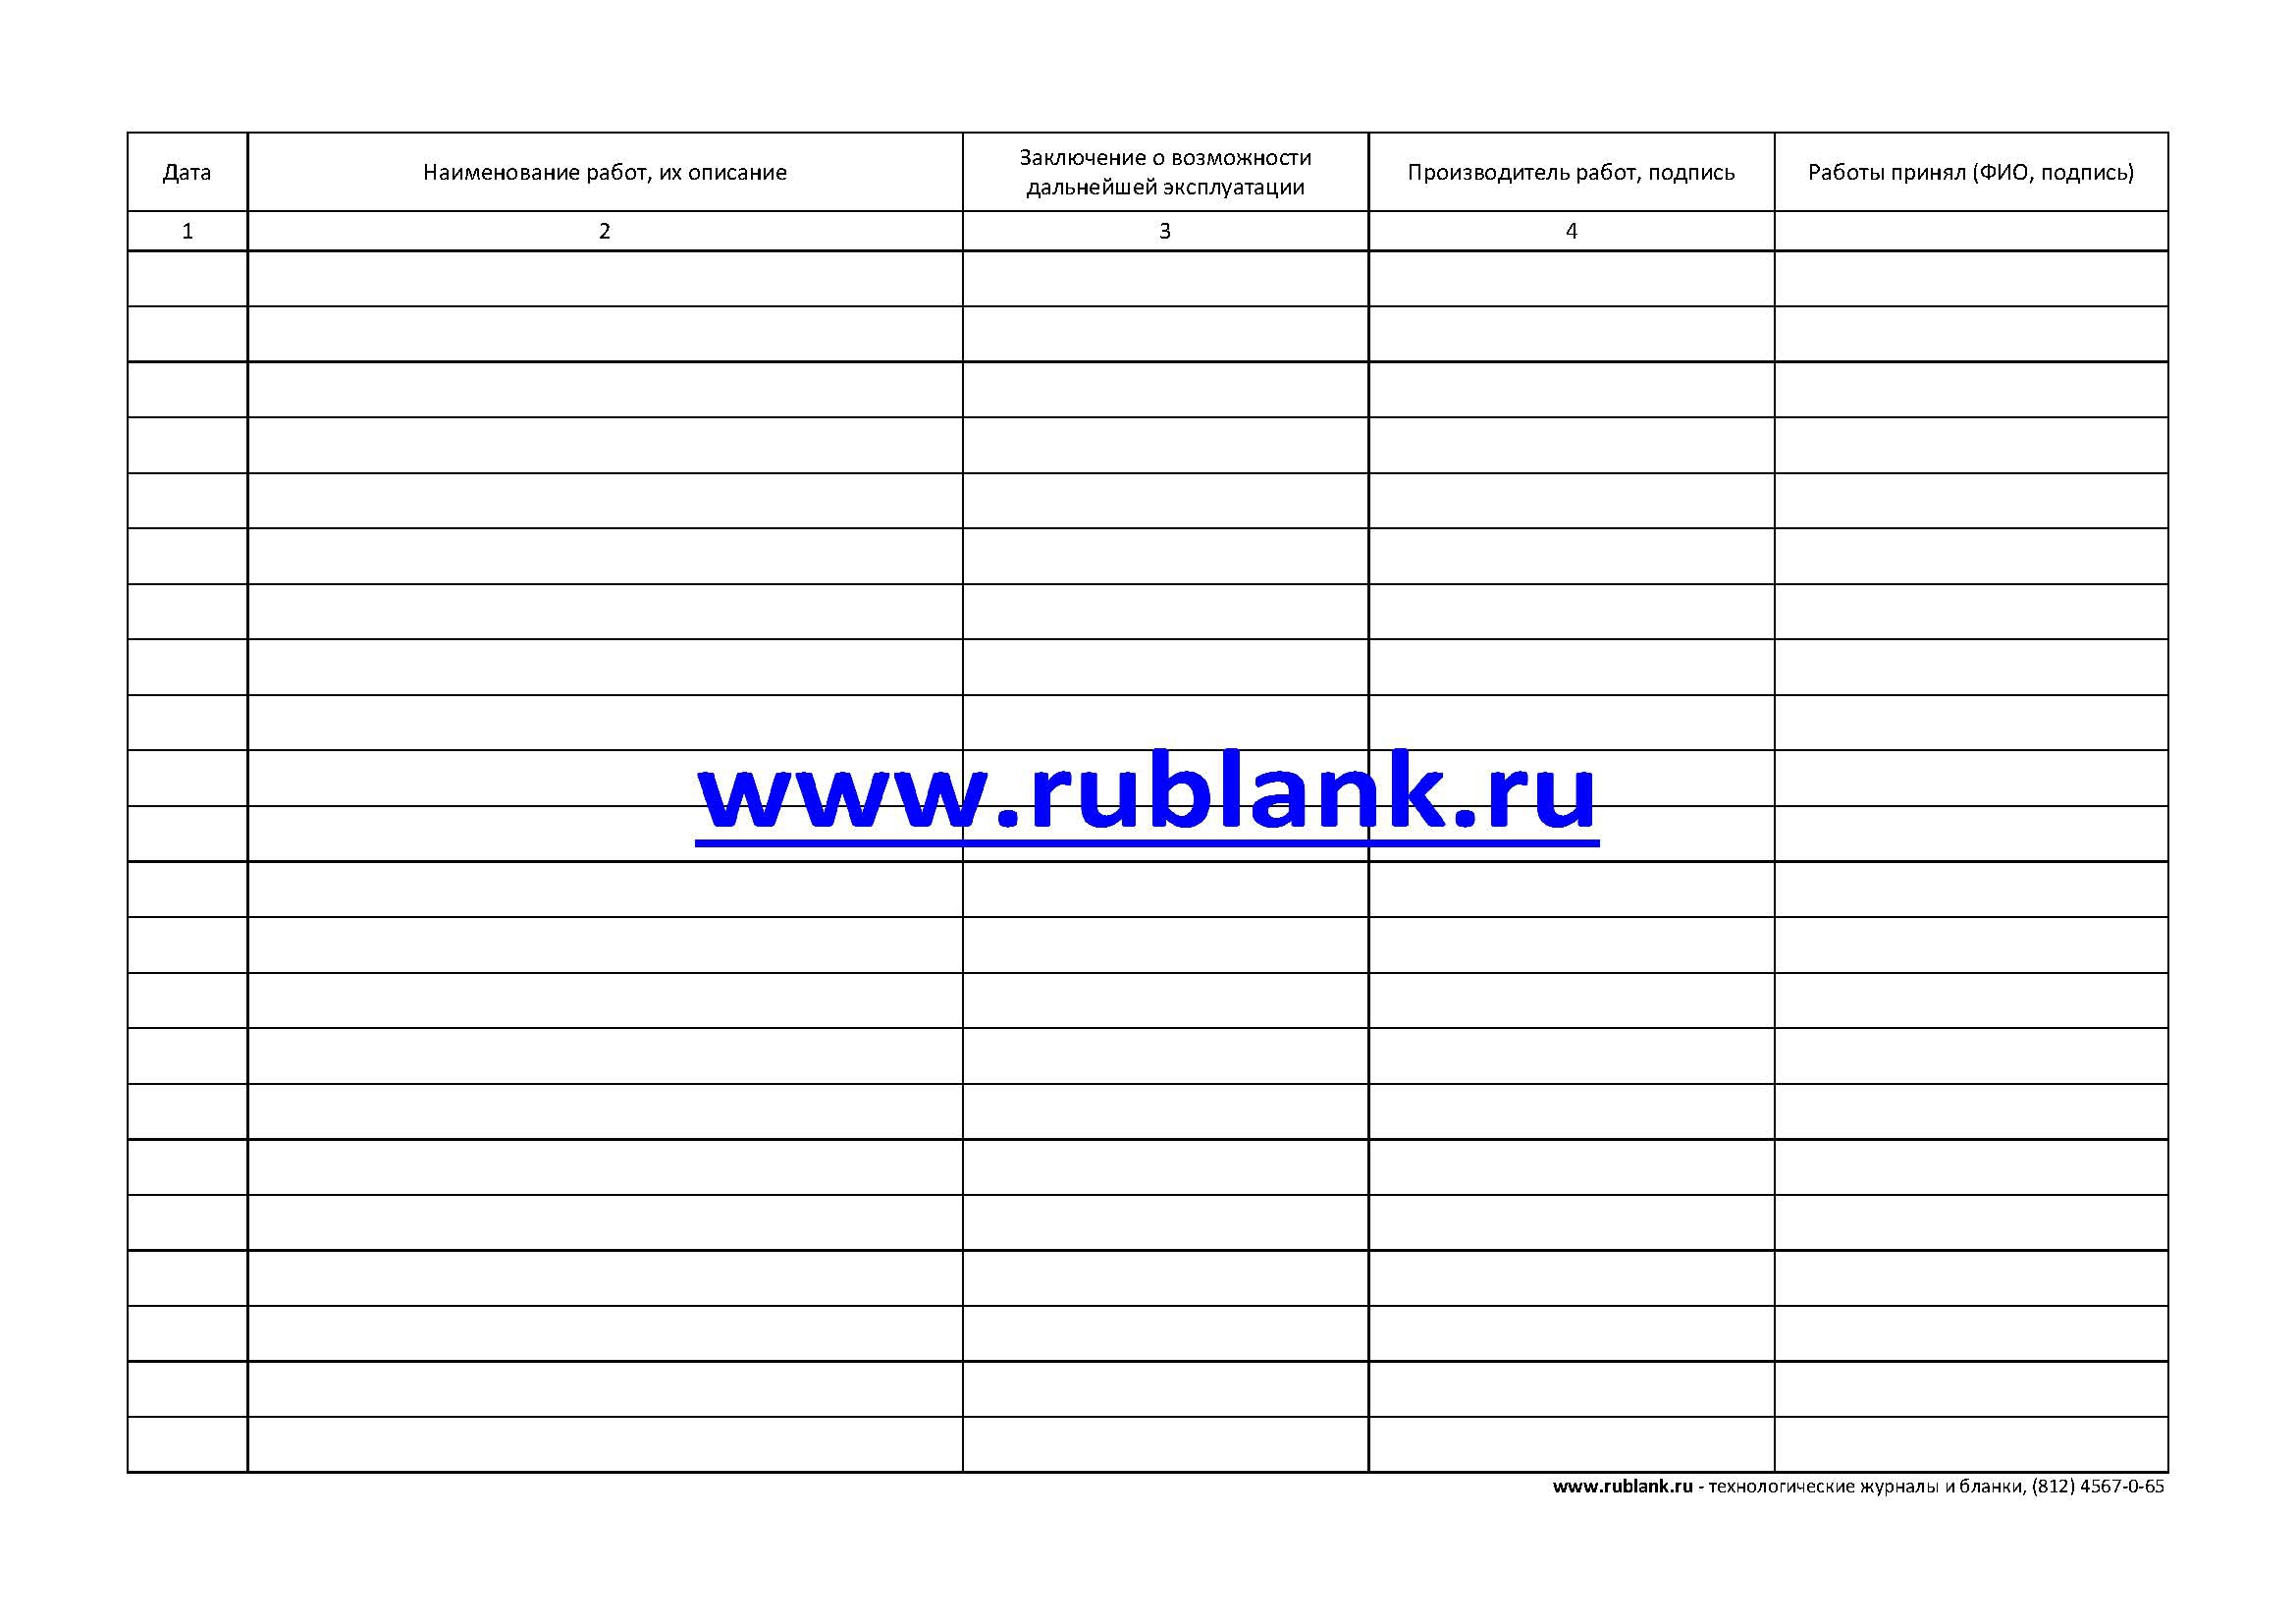 Дата
Наименование работ, их описание
Заключение о возможности
дальнейшей эксплуатации
Производитель работ, подпись
Работы принял (ФИО, подпись)
1
2
3
4
www.rublank.ru
www.rublank.ru - технологические журналы и бланки, (812) 4567-0-65